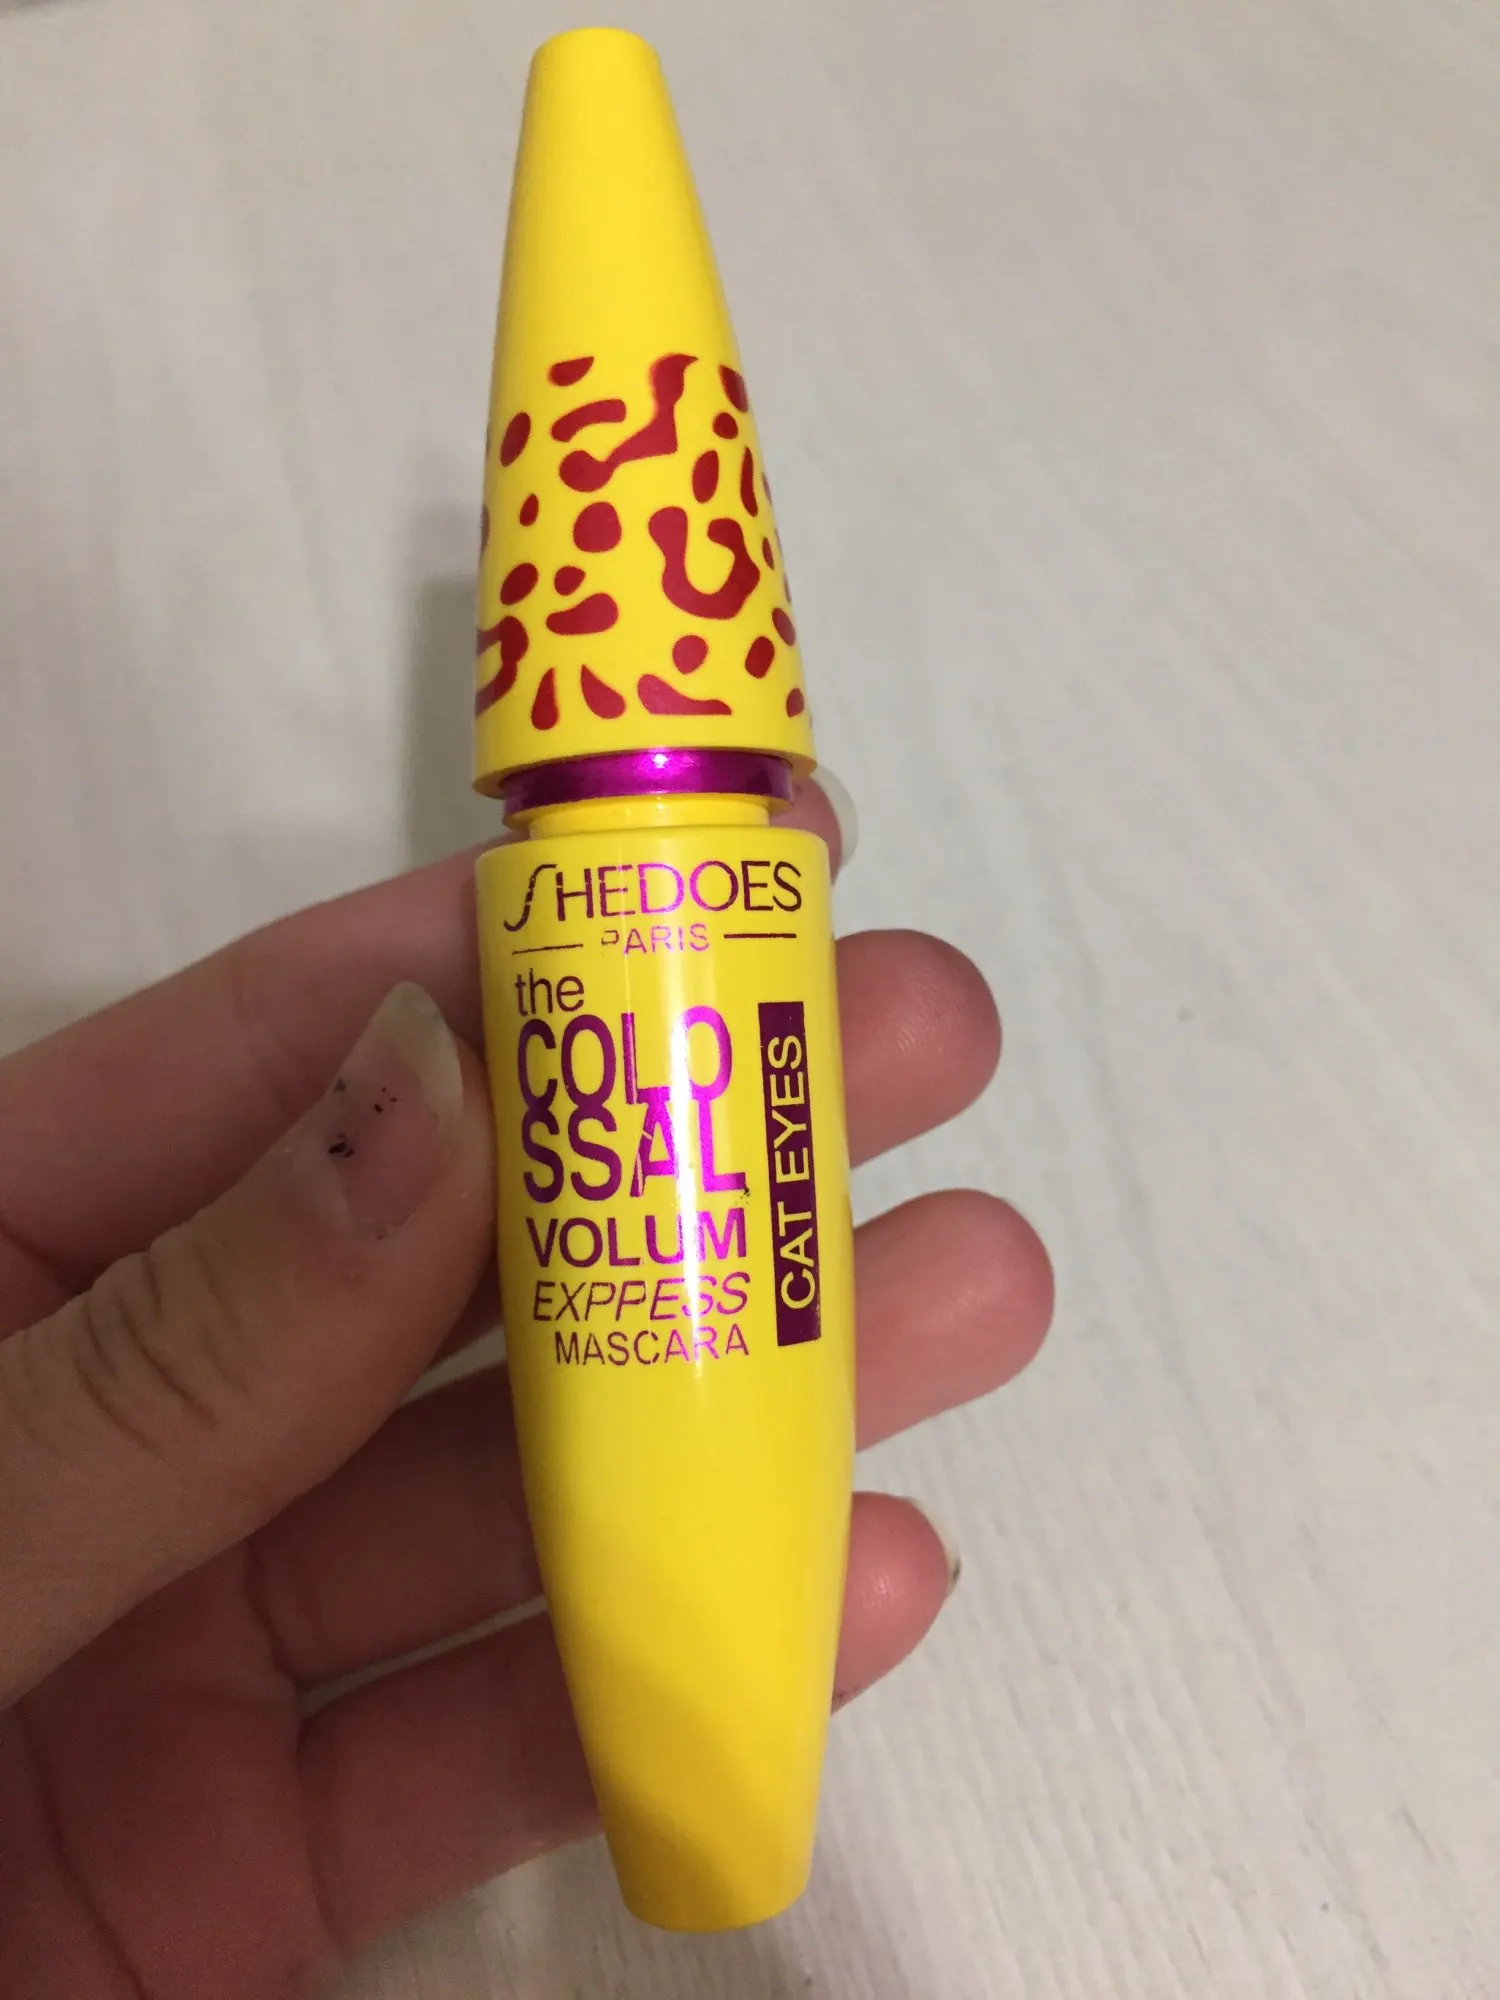 SHEDOES
PARIS
the
COLO
SSAL
VOLUM
EXPPESS
MASCARA
CAT EYES